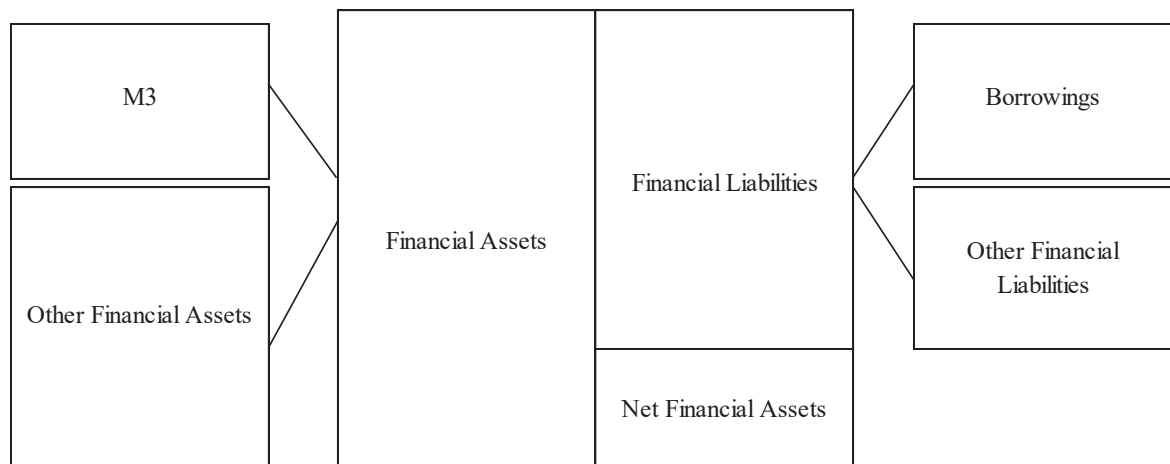 M3
Borrowings
Financial Liabilities
Financial Assets
Other Financial
Liabilities
Other Financial Assets
Net Financial Assets